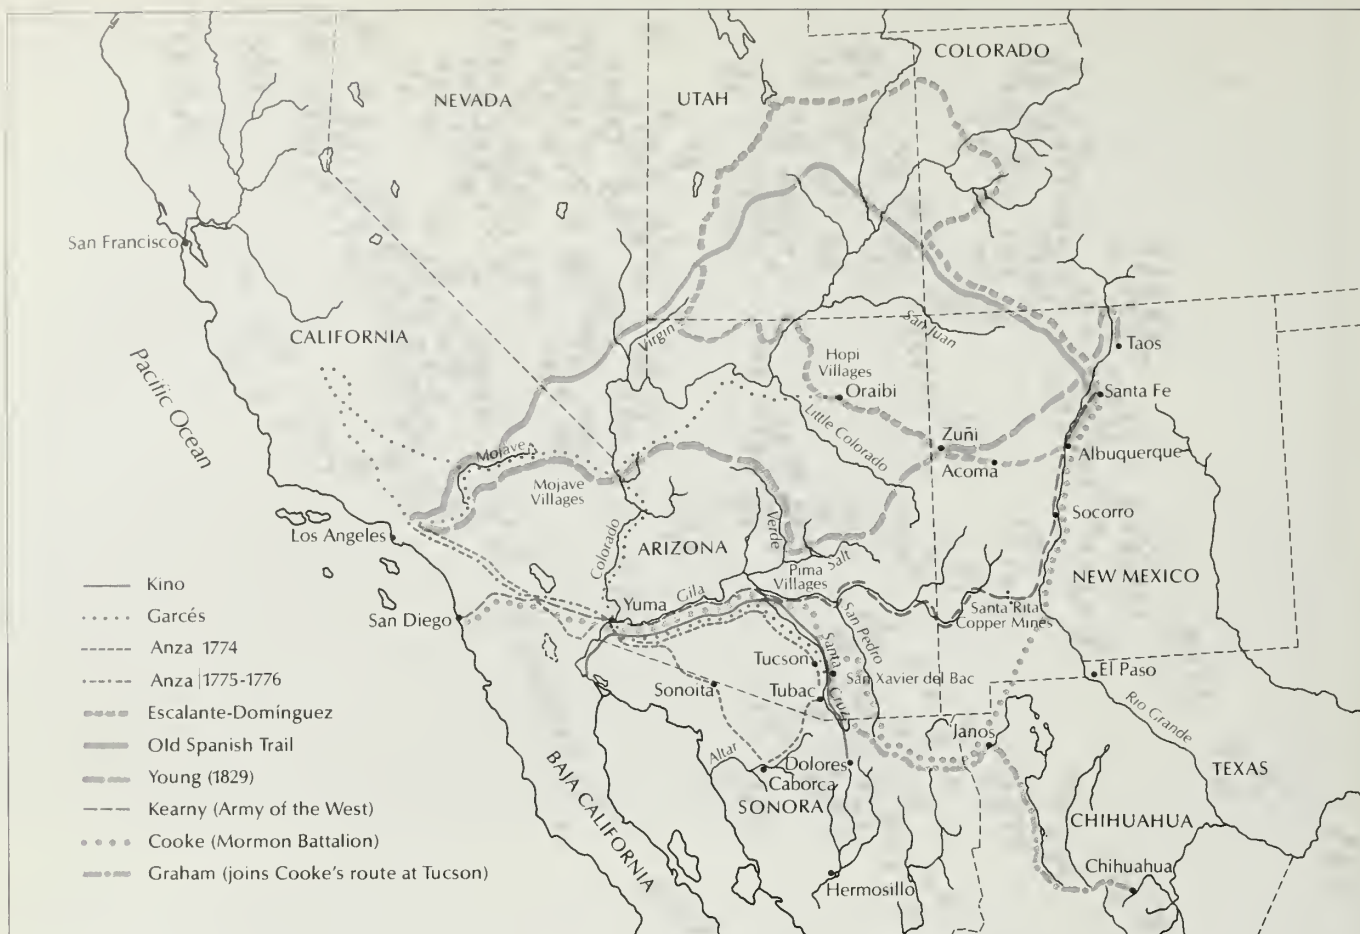 COLORADO
NEVADA
UTAH
San Francisco
CALIFORNIA
Pacific Ocean
Virgin
San Juan
Taos
Hopi
Villages
Oraibi
Santa Fe
Little Colorado
Zuñi
Acoma
Albuquerque
Mojave
Mojave
Villages
Socorro
Los Angeles
Colorado
ARIZONA
Verde
Salt
Pima
Villages
NEW MEXICO
Gila
Yuma
San Diego
Santa Rita
Copper Mines
San Pedro
Santa Cruz
Tucson
San Xavier del Bac
Sonoita
Tubac
El Paso
Rio Grande
Janos
Altar
Dolores
Caborca
TEXAS
BAJA CALIFORNIA
SONORA
CHIHUAHUA
Chihuahua
Hermosillo
Kino
Garcés
Anza 1774
Anza 1775-1776
Escalante-Domínguez
Old Spanish Trail
Young (1829)
Kearny (Army of the West)
Cooke (Mormon Battalion)
Graham (joins Cooke's route at Tucson)